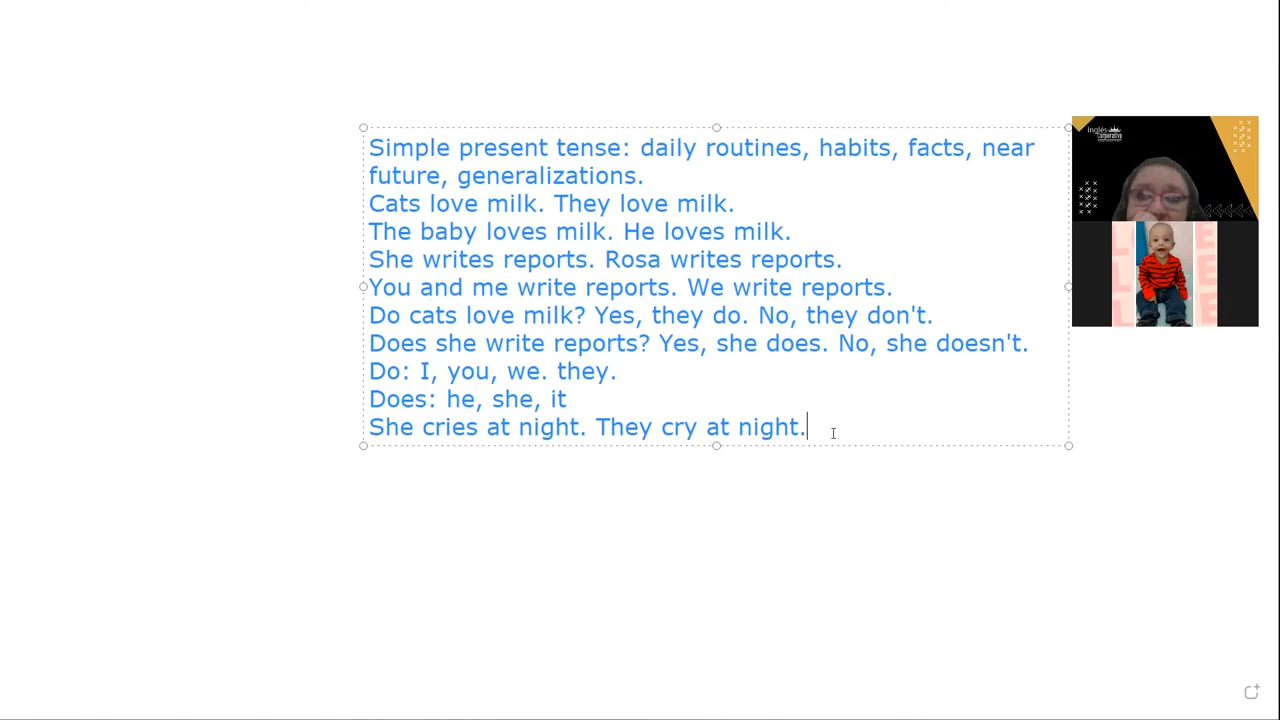 Simple present tense: daily routines, habits, facts, near
future, generalizations.
Cats love milk. They love milk.
The baby loves milk. He loves milk.
She writes reports. Rosa writes reports.
You and me write reports. We write reports.
Do cats love milk? Yes, they do. No, they don't.
Does she write reports? Yes, she does. No, she doesn't.
Do: I, you, we. they.
Does: he, she, it
She cries at night. They cry at night.
Inglés
Corporativo